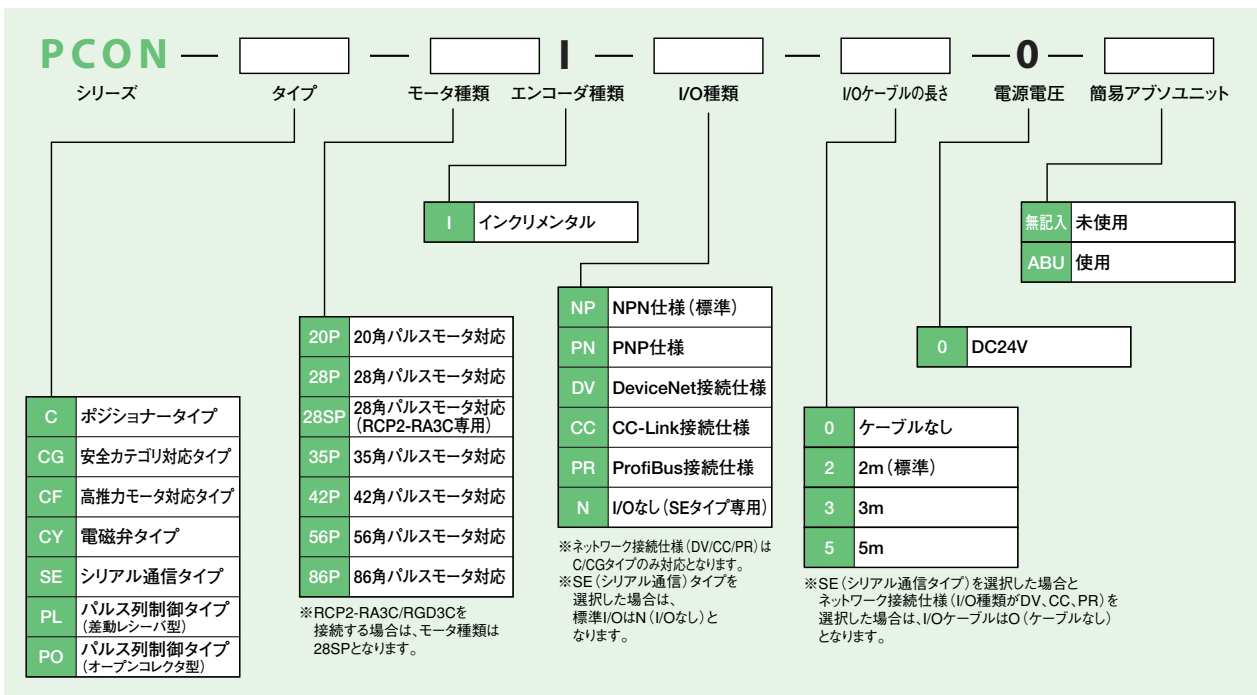 PCON — — I — — — 0 —
シリーズ タイプ モータ種類 エンコーダ種類 I/O種類 I/Oケーブルの長さ 電源電圧 簡易アブソユニット
C ポジショナータイプ
CG 安全カテゴリ対応タイプ
CF 高推力モータ対応タイプ
CY 電磁弁タイプ
SE シリアル通信タイプ
PL パルス列制御タイプ
(差動レシーバ型)
PO パルス列制御タイプ
(オープンコレクタ型)
20P 20角パルスモータ対応
28P 28角パルスモータ対応
28SP 28角パルスモータ対応
(RCP2-RA3C専用)
35P 35角パルスモータ対応
42P 42角パルスモータ対応
56P 56角パルスモータ対応
86P 86角パルスモータ対応
※RCP2-RA3C/RGD3Cを
接続する場合は、モータ種類は
28SPとなります。
I インクリメンタル
NP NPN仕様(標準)
PN PNP仕様
DV DeviceNet接続仕様
CC CC-Link接続仕様
PR ProfiBus接続仕様
N I/Oなし(SEタイプ専用)
※ネットワーク接続仕様(DV/CC/PR)は
C/CGタイプのみ対応となります。
※SE(シリアル通信)タイプを
選択した場合は、
標準I/OはN(I/Oなし)と
なります。
0 ケーブルなし
2 2m(標準)
3 3m
5 5m
※SE(シリアル通信タイプ)を選択した場合と
ネットワーク接続仕様(I/O種類がDV、CC、PR)を
選択した場合は、I/OケーブルはO(ケーブルなし)
となります。
0 DC24V
無記入 未使用
ABU 使用